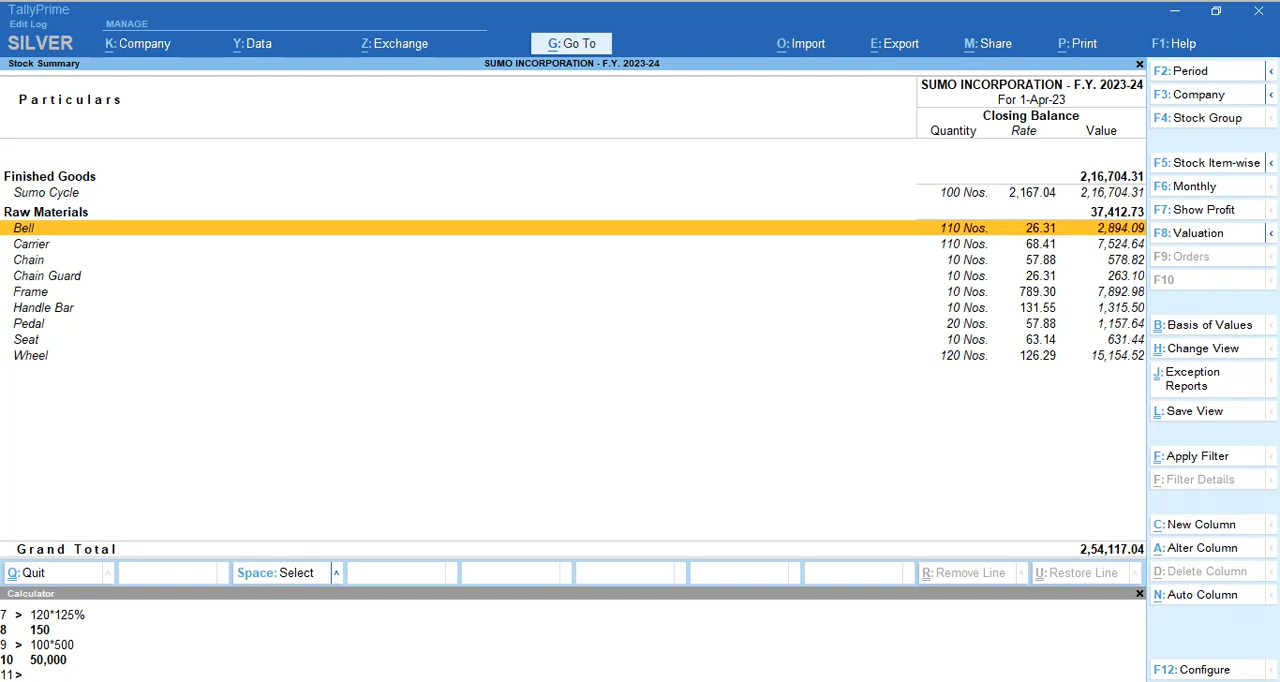 TallyPrime
Edit Log
SILVER
MANAGE
K: Company Y: Data Z: Exchange G: Go To O: Import E: Export M: Share P: Print F1: Help
Stock Summary SUMO INCORPORATION - F.Y. 2023-24
Particulars
SUMO INCORPORATION - F.Y. 2023-24
For 1-Apr-23
Closing Balance
Quantity Rate Value
Finished Goods 2,16,704.31
Sumo Cycle 100 Nos. 2,167.04 2,16,704.31
Raw Materials 37,412.73
Bell 110 Nos. 26.31 2,894.09
Carrier 110 Nos. 68.41 7,524.64
Chain 10 Nos. 57.88 578.82
Chain Guard 10 Nos. 26.31 263.10
Frame 10 Nos. 789.30 7,892.98
Handle Bar 10 Nos. 131.55 1,315.50
Pedal 20 Nos. 57.88 1,157.64
Seat 10 Nos. 63.14 631.44
Wheel 120 Nos. 126.29 15,154.52
Grand Total 2,54,117.04
Q: Quit Space: Select R: Remove Line U: Restore Line
Calculator
7 > 120*125%
8 150
9 > 100*500
10 50,000
11>
F2: Period
F3: Company
F4: Stock Group
F5: Stock Item-wise
F6: Monthly
F7: Show Profit
F8: Valuation
F9: Orders
F10
B: Basis of Values
H: Change View
J: Exception
Reports
L: Save View
F: Apply Filter
F: Filter Details
C: New Column
A: Alter Column
D: Delete Column
N: Auto Column
F12: Configure